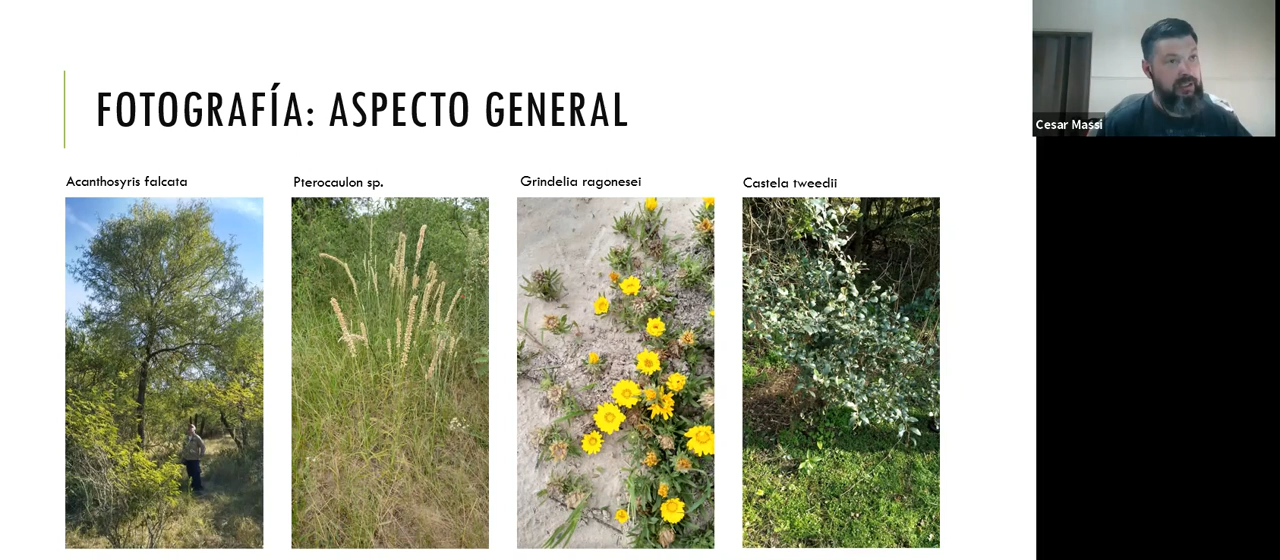 FOTOGRAFÍA: ASPECTO GENERAL
Cesar Massi
Acanthosyris falcata
Pterocaulon sp.
Grindelia ragonesei
Castela tweedii